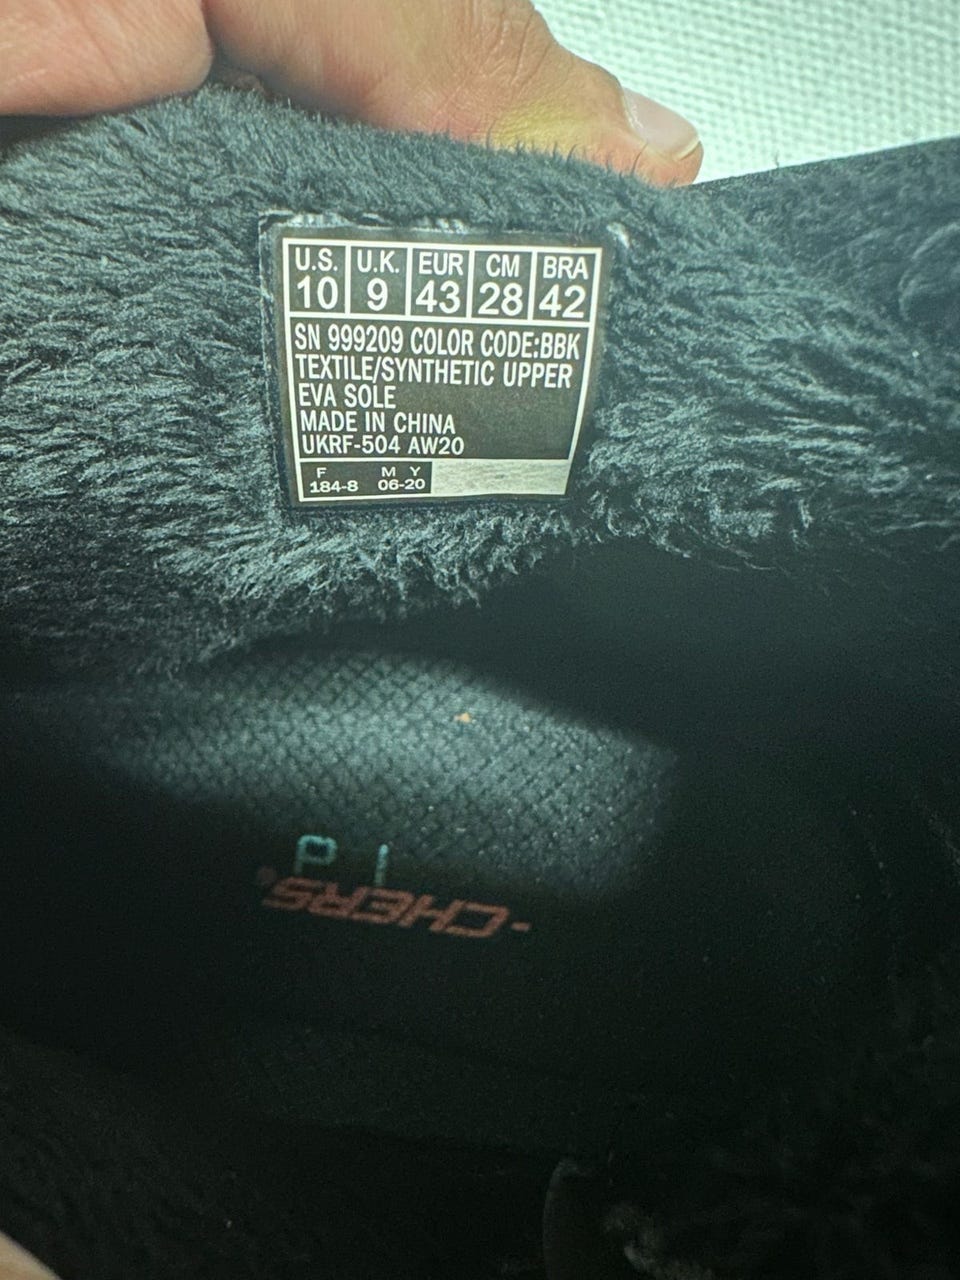 U.S. U.K. EUR CM BRA
10 9 43 28 42
SN 999209 COLOR CODE:BBK
TEXTILE/SYNTHETIC UPPER
EVA SOLE
MADE IN CHINA
UKRF-504 AW20
F M Y
184-8 06-20
-CHERS